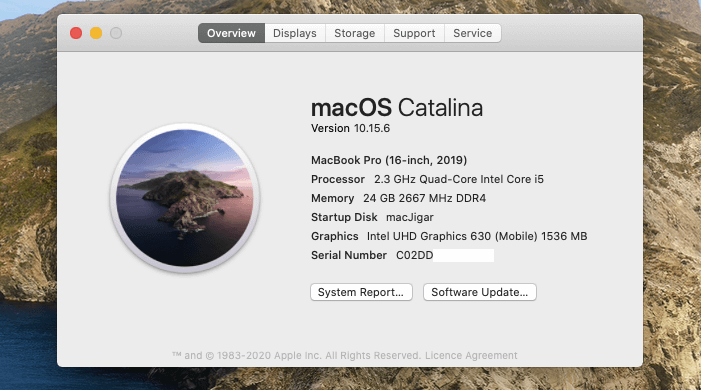 Overview Displays Storage Support Service
macOS Catalina
Version 10.15.6
MacBook Pro (16-inch, 2019)
Processor 2.3 GHz Quad-Core Intel Core i5
Memory 24 GB 2667 MHz DDR4
Startup Disk macJigar
Graphics Intel UHD Graphics 630 (Mobile) 1536 MB
Serial Number C02DD
System Report... Software Update...
™ and © 1983-2020 Apple Inc. All Rights Reserved. Licence Agreement